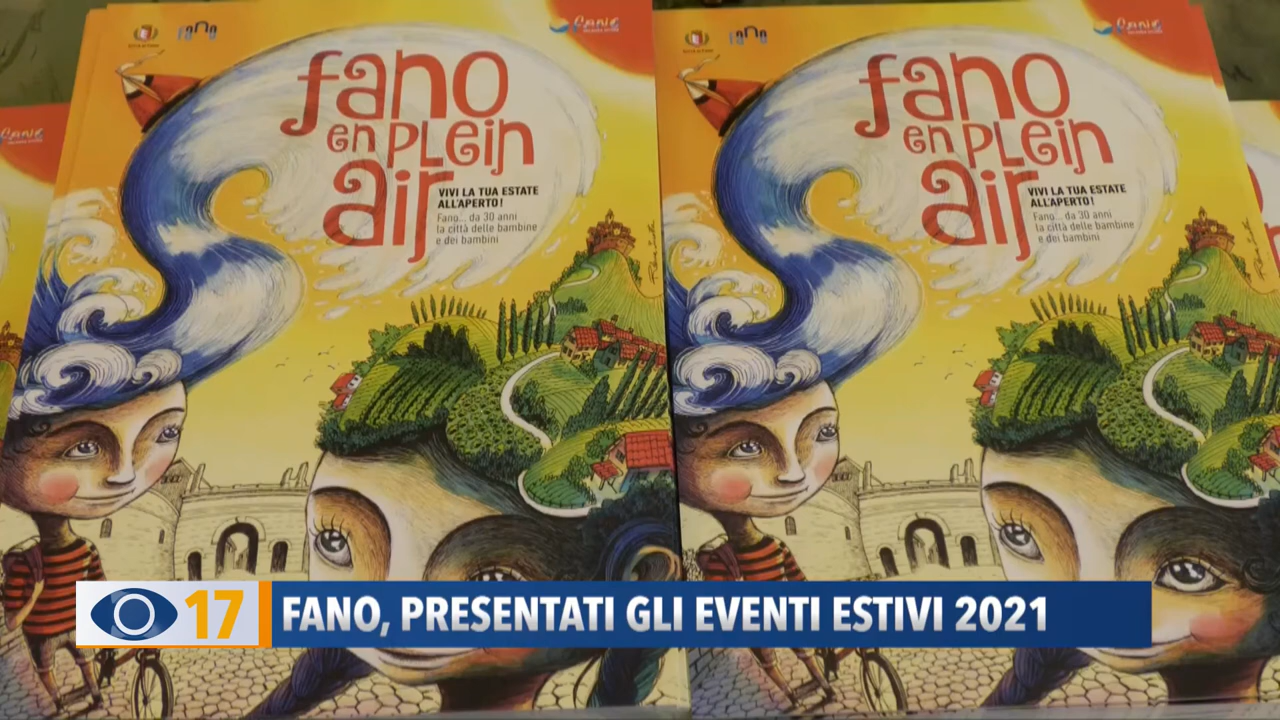 fano
fano
en plein
air
VIVI LA TUA ESTATE
ALL'APERTO!
Fano... da 30 anni
la città delle bambine
e dei bambini
fano
fano
en plein
air
VIVI LA TUA ESTATE
ALL'APERTO!
Fano... da 30 anni
la città delle bambine
e dei bambini
17 FANO, PRESENTATI GLI EVENTI ESTIVI 2021